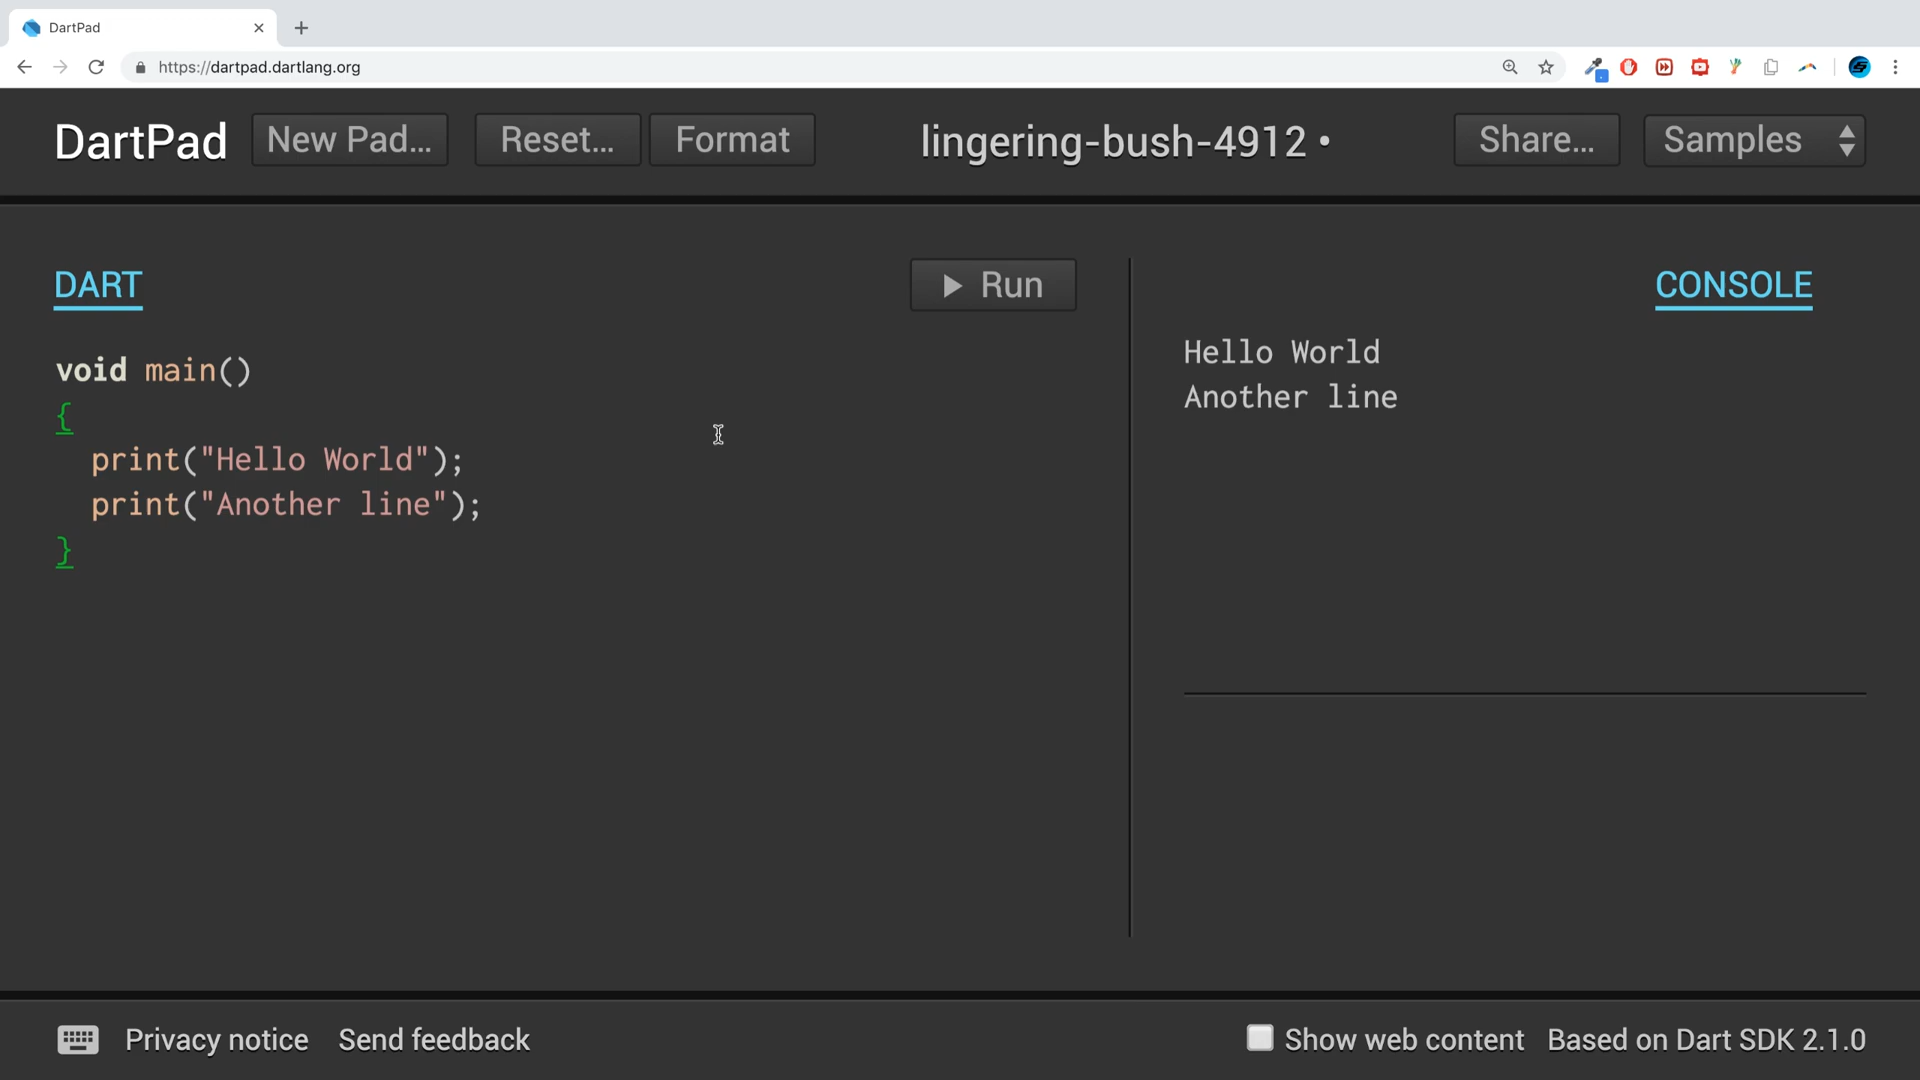 DartPad
https://dartpad.dartlang.org
DartPad New Pad... Reset... Format lingering-bush-4912 • Share... Samples
DART Run
void main()
{
  print("Hello World");
  print("Another line");
}
CONSOLE
Hello World
Another line
Privacy notice Send feedback Show web content Based on Dart SDK 2.1.0